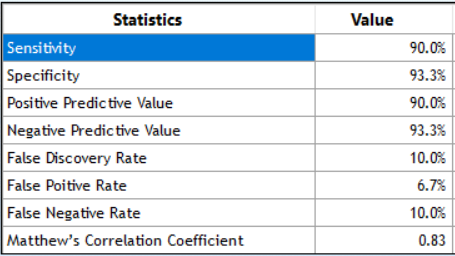 Statistics Value
Sensitivity 90.0%
Specificity 93.3%
Positive Predictive Value 90.0%
Negative Predictive Value 93.3%
False Discovery Rate 10.0%
False Poitive Rate 6.7%
False Negative Rate 10.0%
Matthew's Correlation Coefficient 0.83